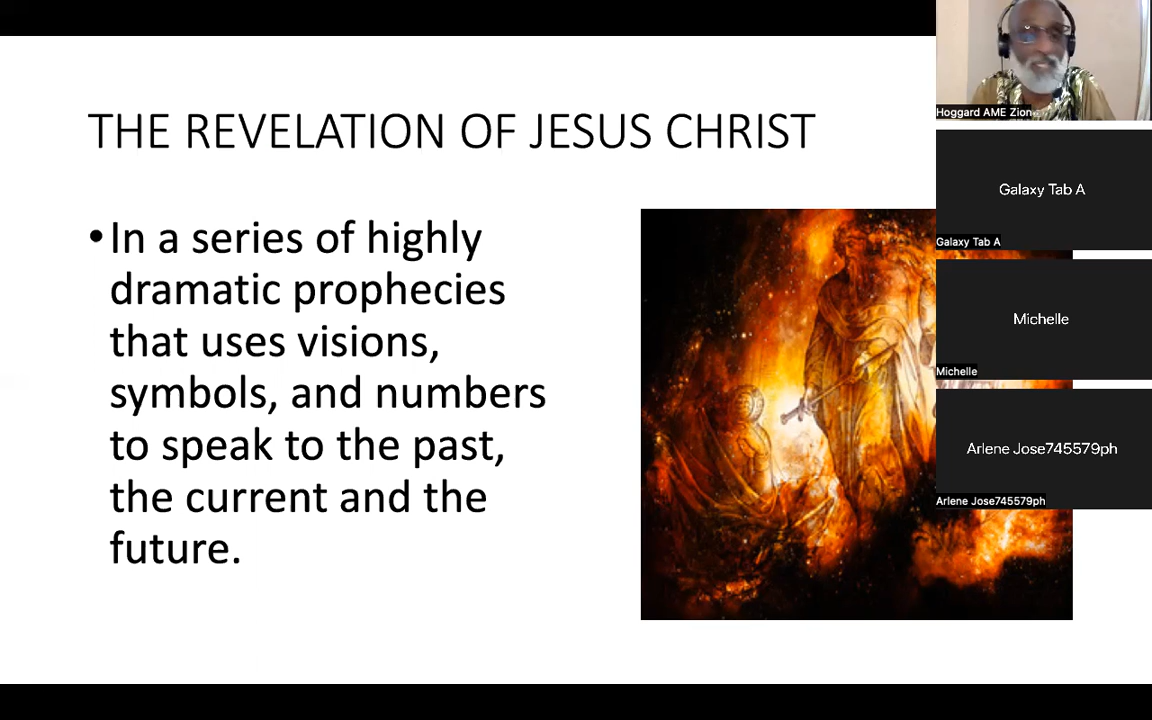 THE REVELATION OF JESUS CHRIST
•In a series of highly
dramatic prophecies
that uses visions,
symbols, and numbers
to speak to the past,
the current and the
future.
Hoggard AME Zion
Galaxy Tab A
Galaxy Tab A
Michelle
Michelle
Arlene Jose745579ph
Arlene Jose745579ph